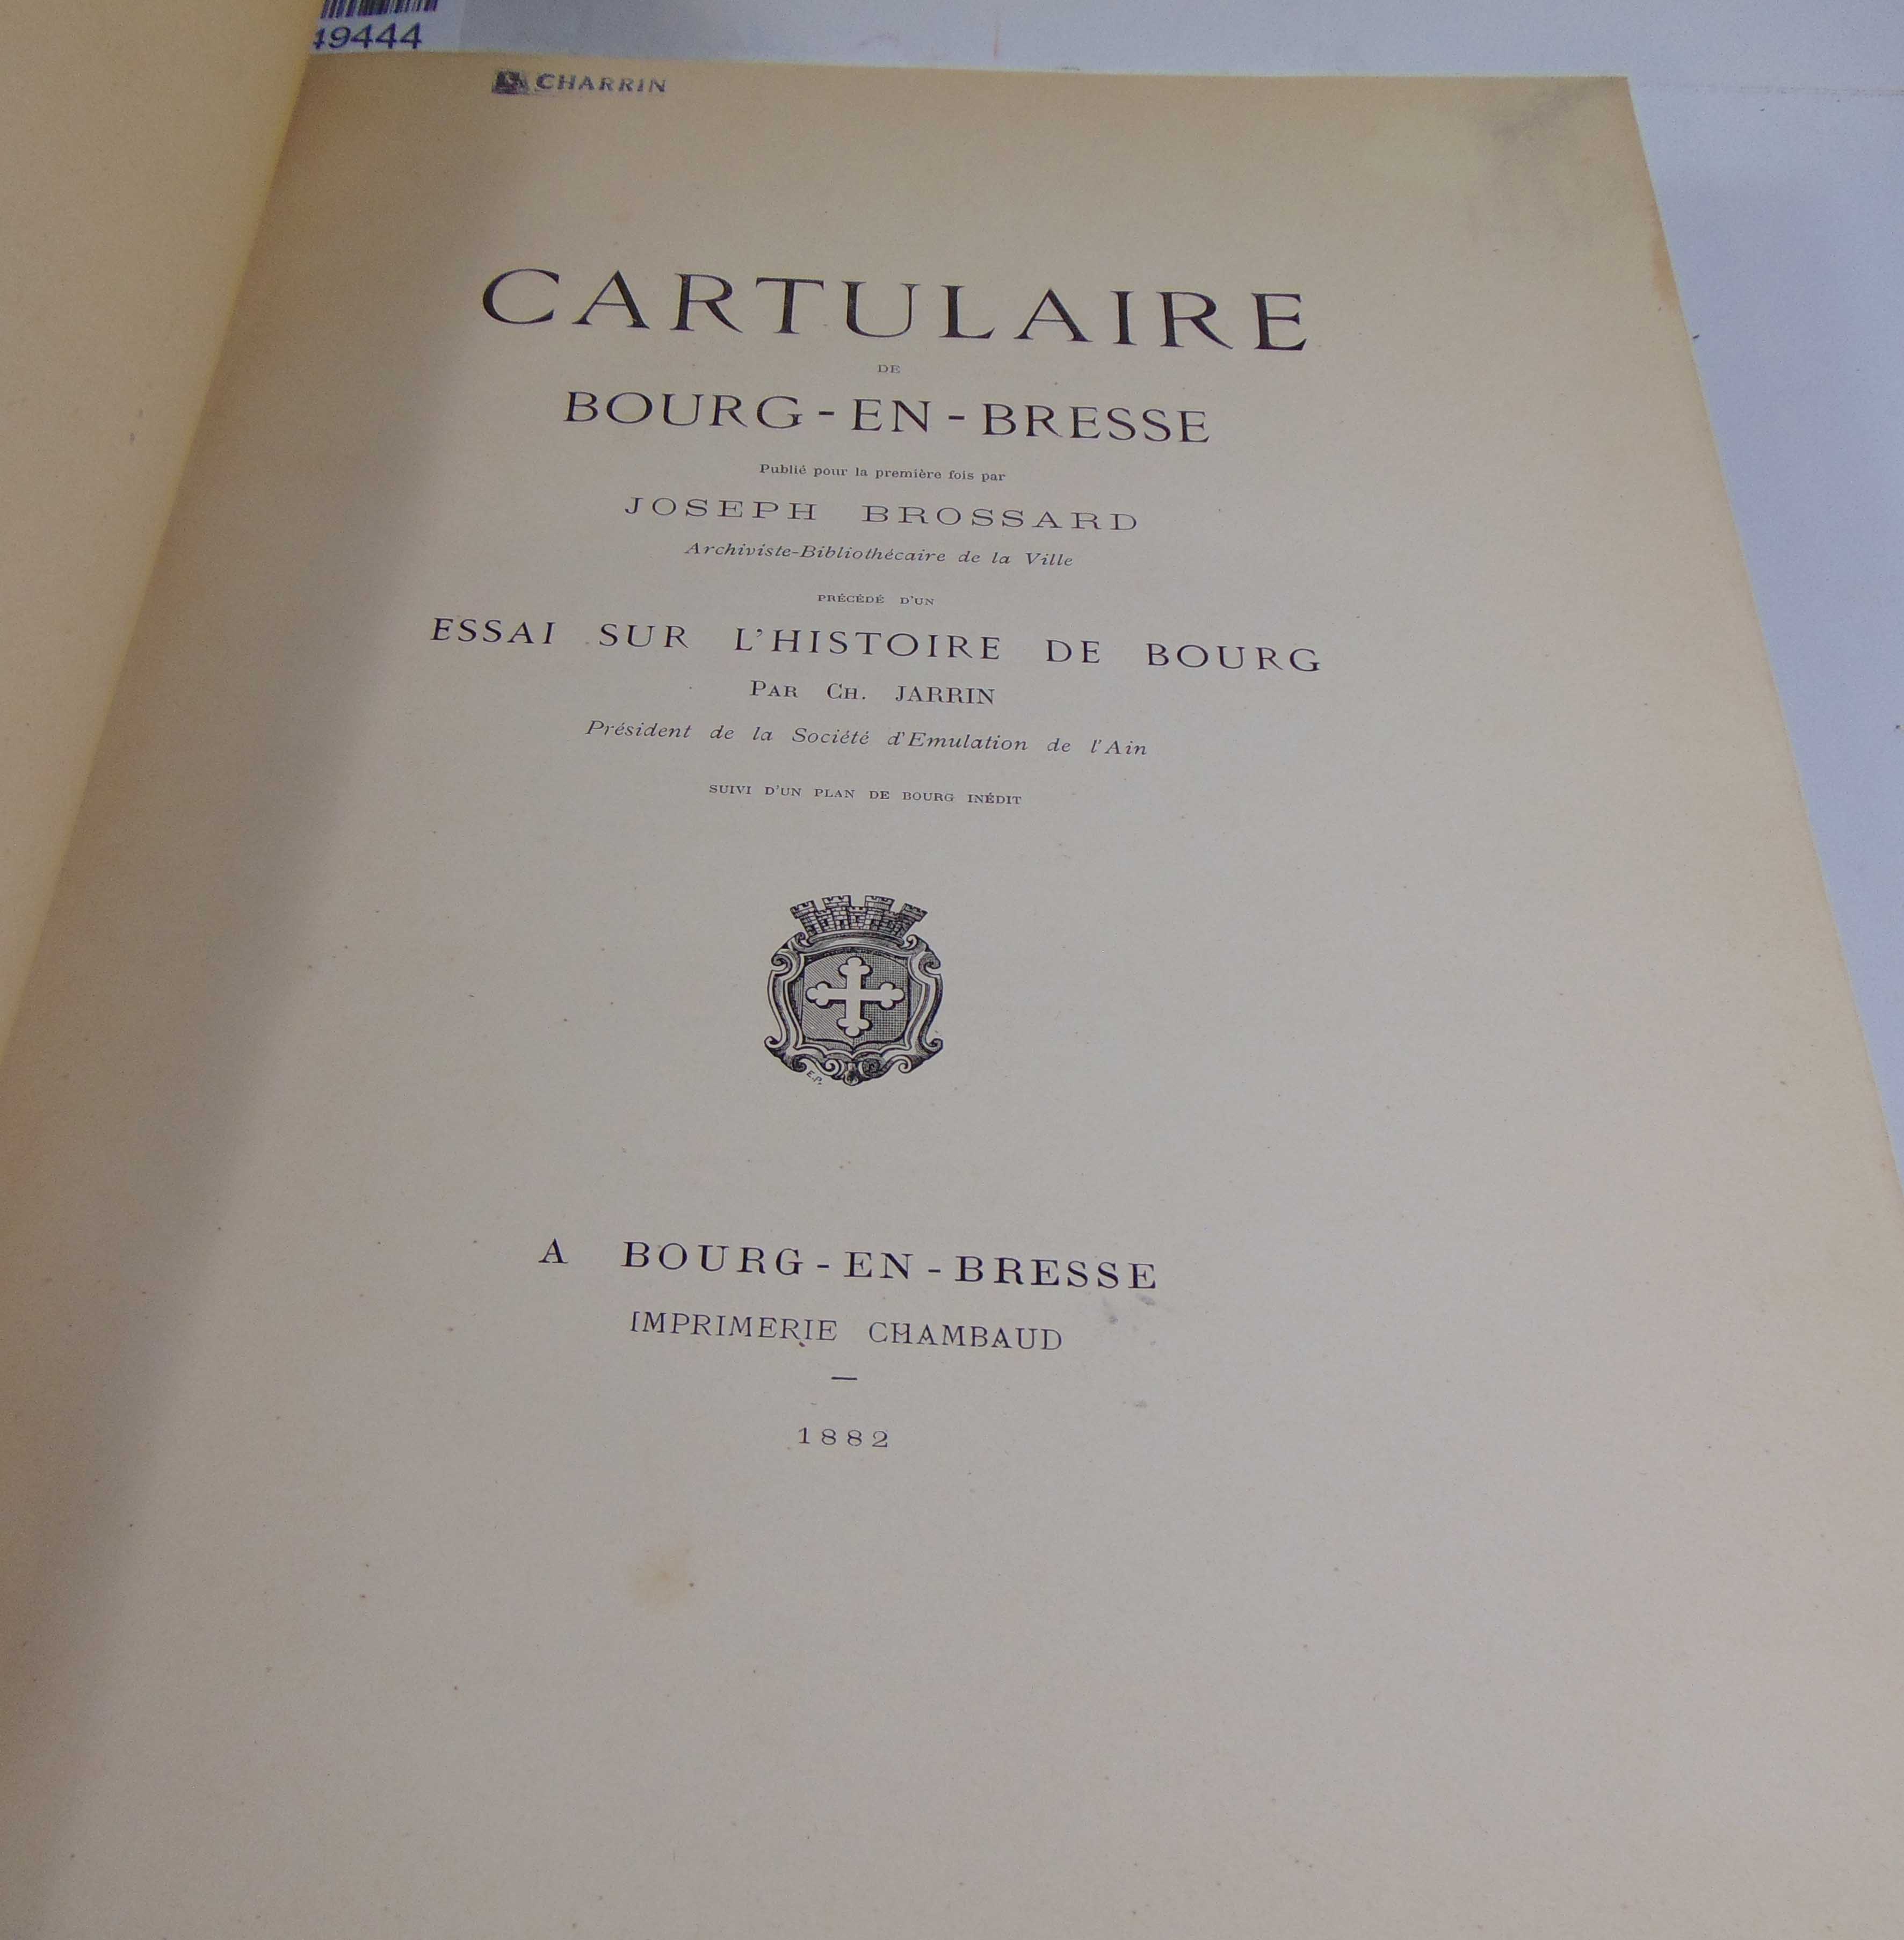 49444
CHARRIN
CARTULAIRE
DE
BOURG-EN-BRESSE
Publié pour la première fois par
JOSEPH BROSSARD
Archiviste-Bibliothécaire de la Ville
PRÉCÉDÉ D'UN
ESSAI SUR L'HISTOIRE DE BOURG
PAR CH. JARRIN
Président de la Société d'Emulation de l'Ain
SUIVI D'UN PLAN DE BOURG INÉDIT
E.P.
A BOURG-EN-BRESSE
IMPRIMERIE CHAMBAUD
1882